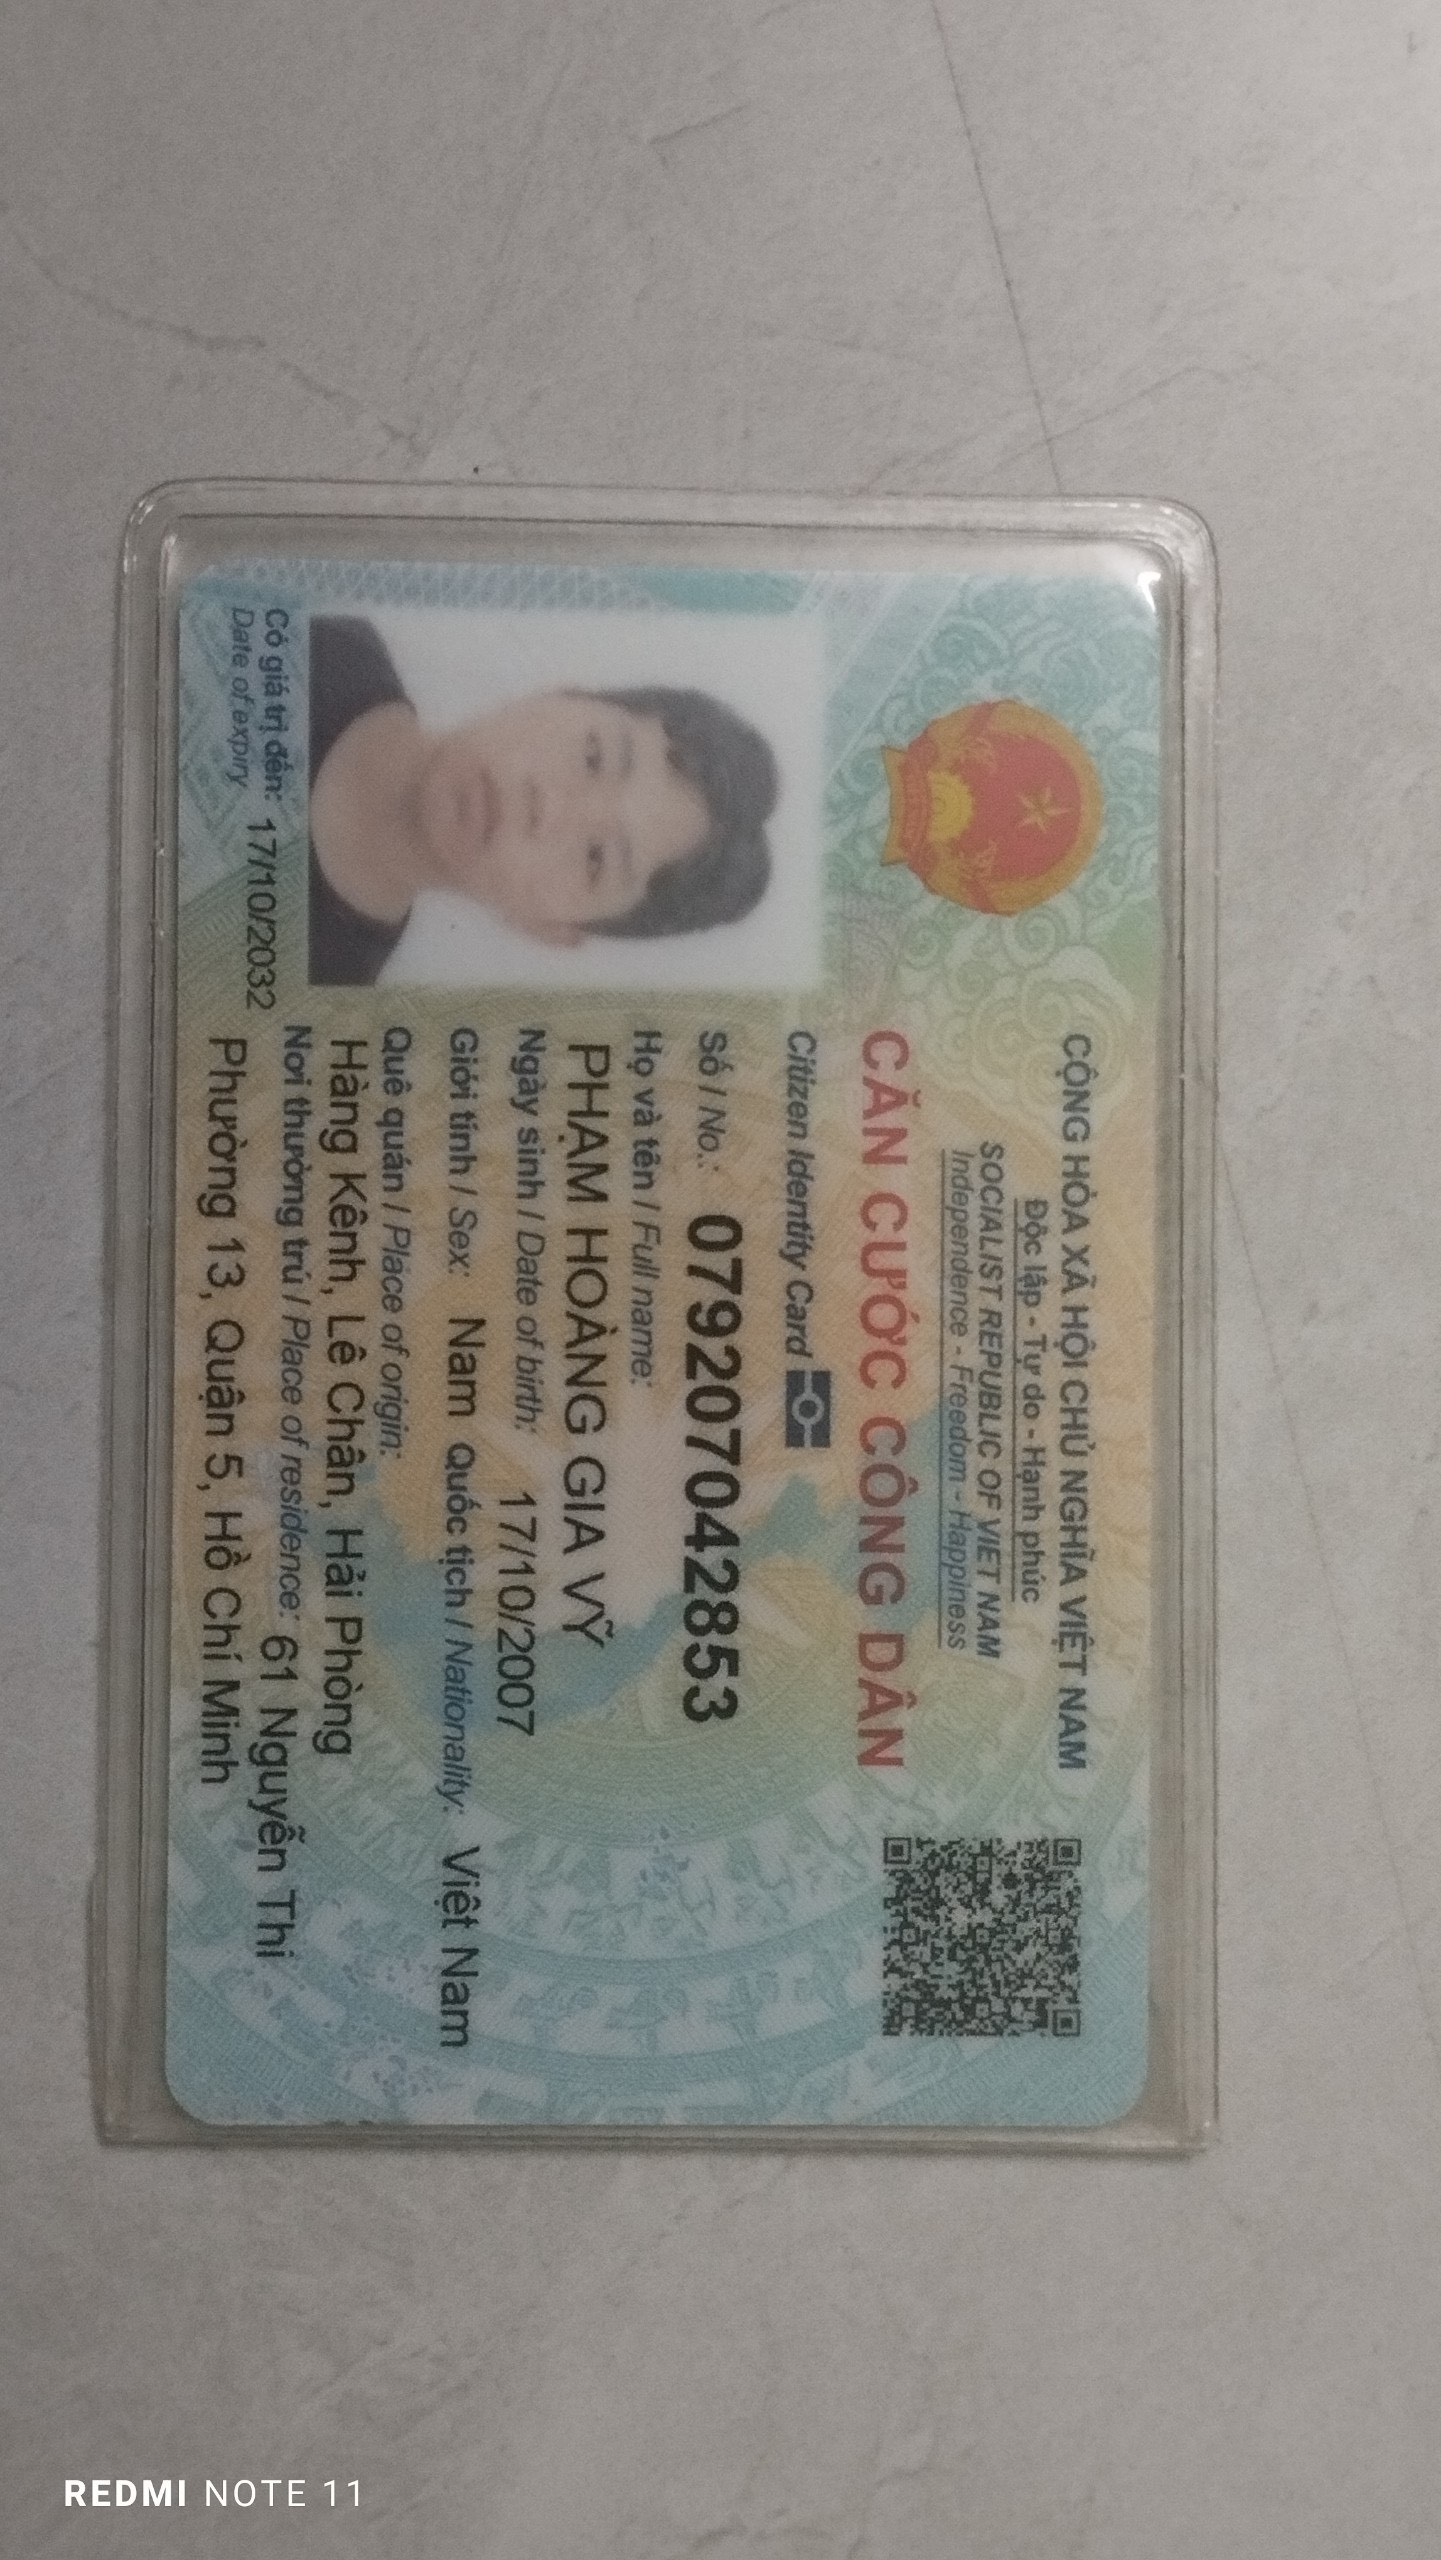 CỘNG HÒA XÃ HỘI CHỦ NGHĨA VIỆT NAM
Độc lập - Tự do - Hạnh phúc
SOCIALIST REPUBLIC OF VIET NAM
Independence - Freedom - Happiness
CĂN CƯỚC CÔNG DÂN
Citizen Identity Card
Số / No.: 079207042853
Họ và tên / Full name:
PHẠM HOÀNG GIA VỸ
Ngày sinh / Date of birth: 17/10/2007
Giới tính / Sex: Nam Quốc tịch / Nationality: Việt Nam
Quê quán / Place of origin:
Hàng Kênh, Lê Chân, Hải Phòng
Nơi thường trú / Place of residence: 61 Nguyễn Thi
Phường 13, Quận 5, Hồ Chí Minh
Có giá trị đến: 17/10/2032
Date of expiry
REDMI NOTE 11